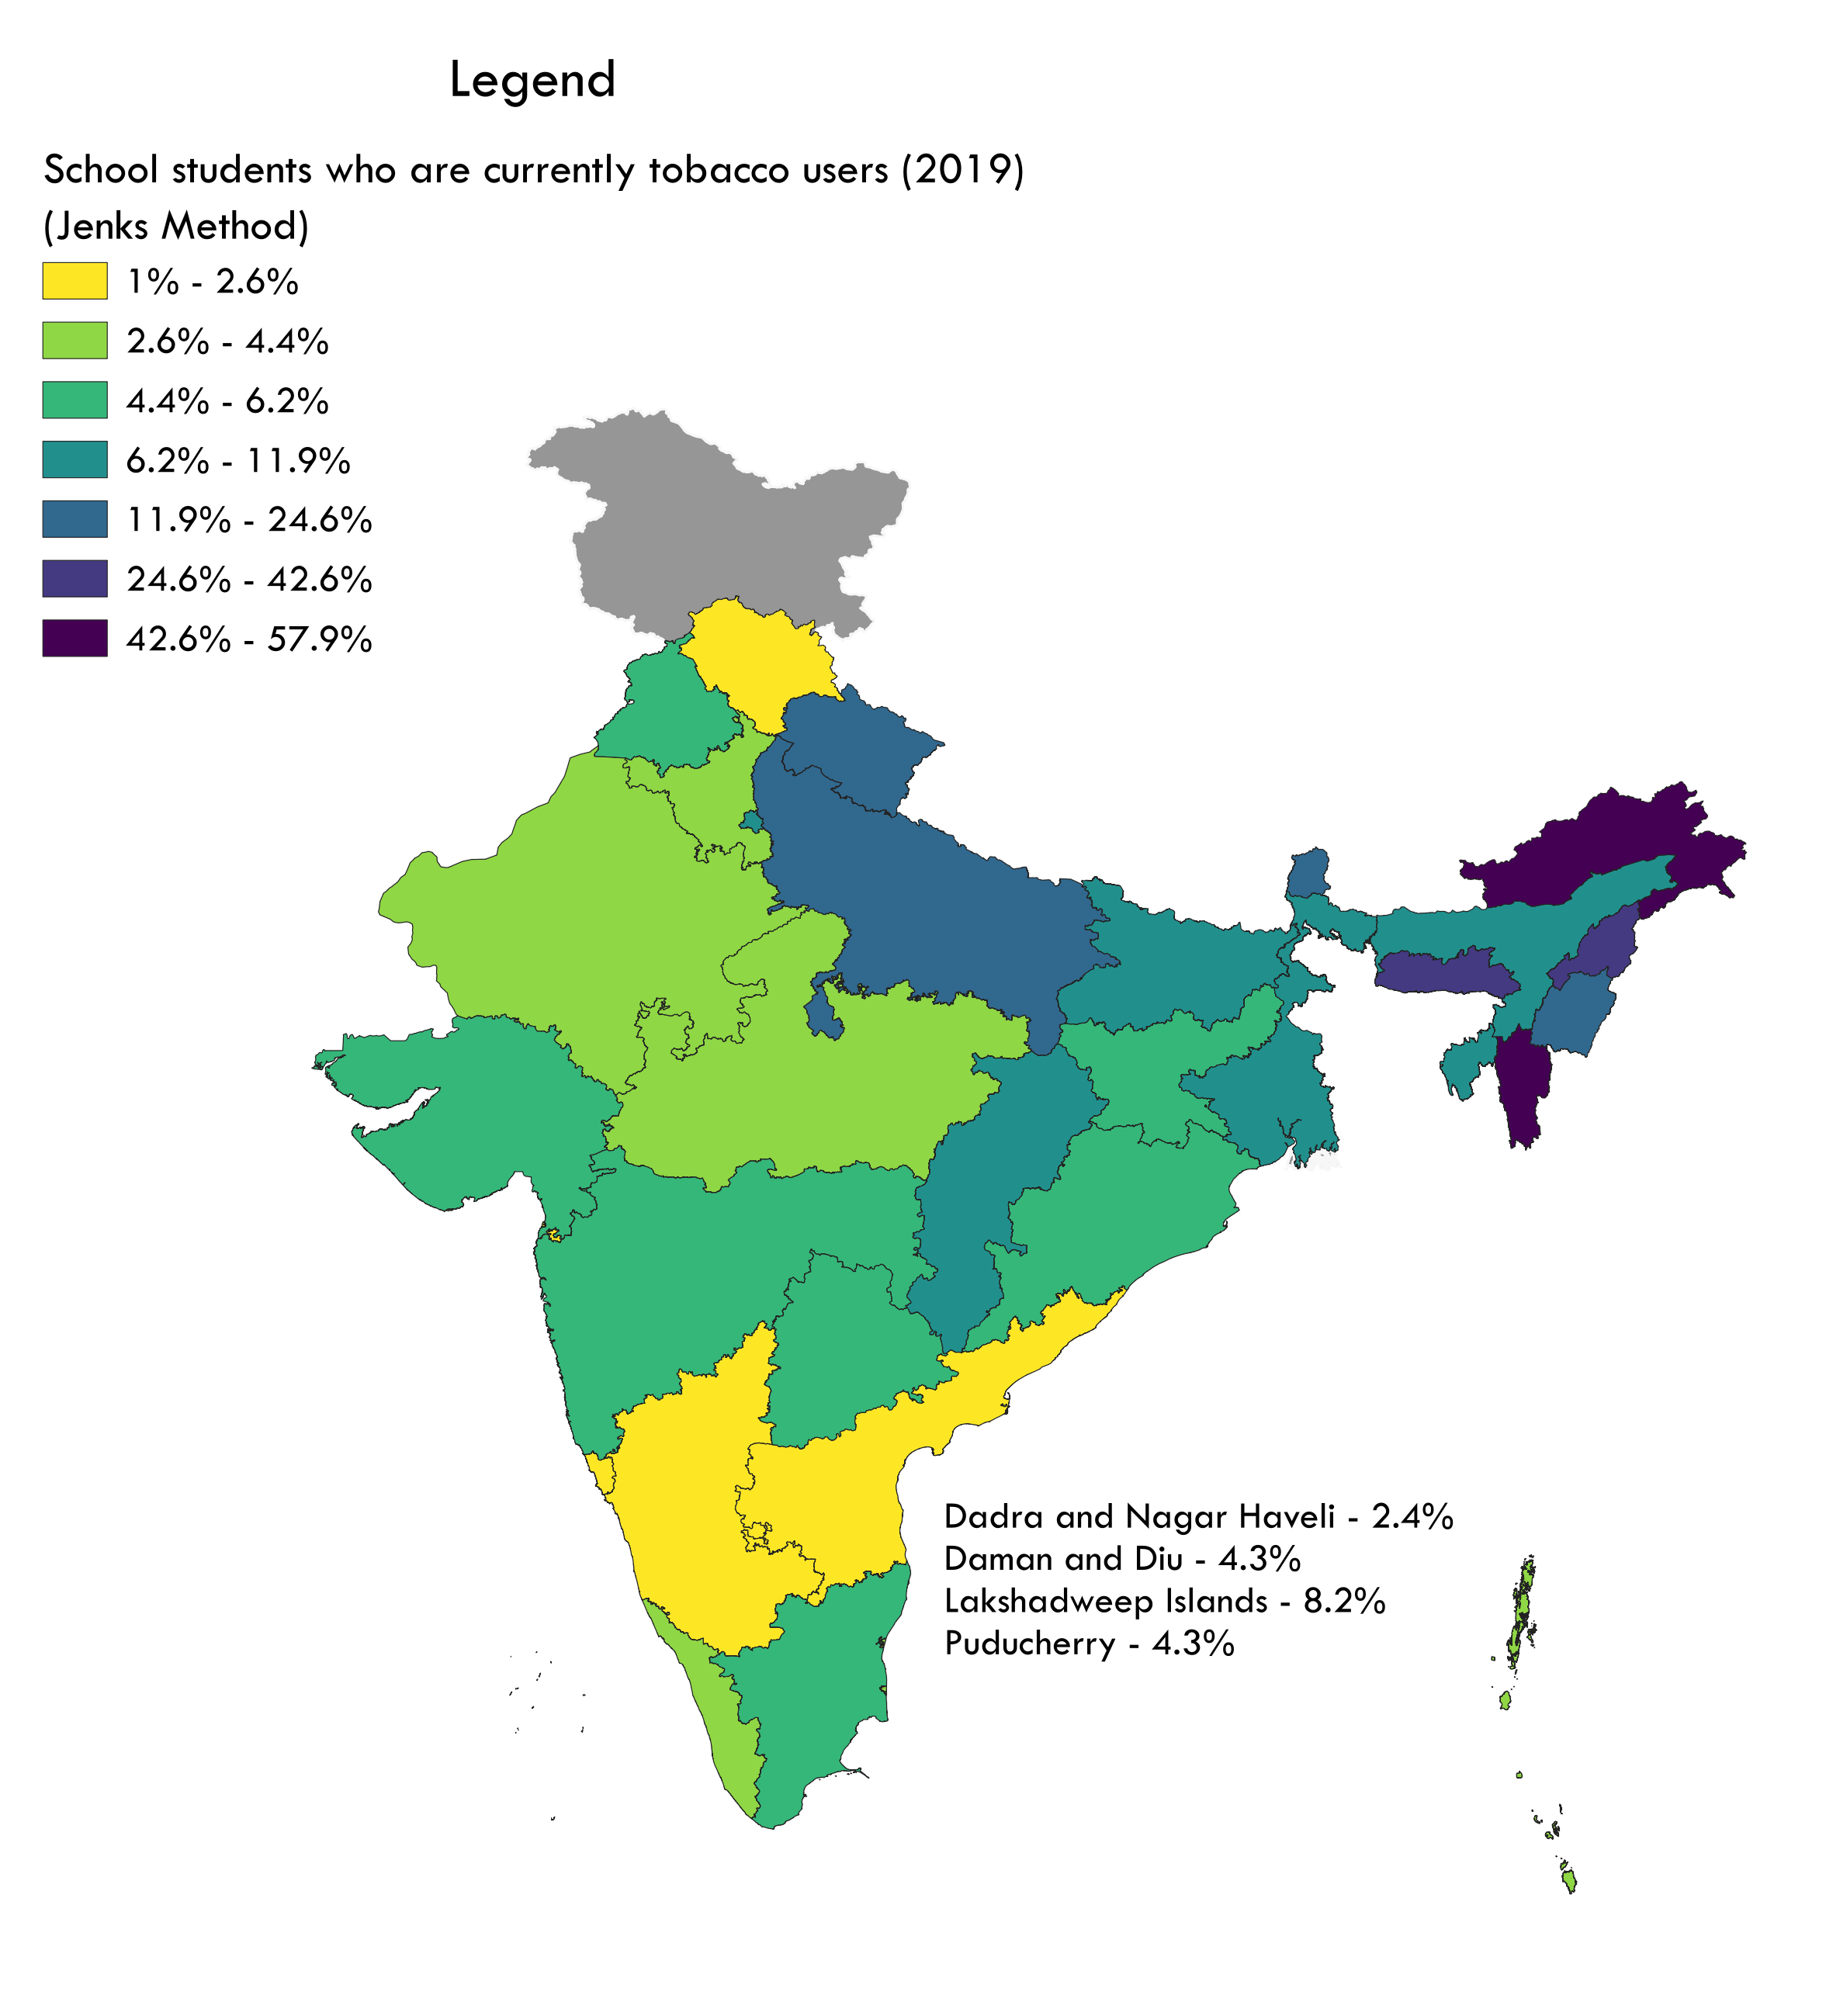 Legend
School students who are currently tobacco users (2019)
(Jenks Method)
1% - 2.6%
2.6% - 4.4%
4.4% - 6.2%
6.2% - 11.9%
11.9% - 24.6%
24.6% - 42.6%
42.6% - 57.9%
Dadra and Nagar Haveli - 2.4%
Daman and Diu - 4.3%
Lakshadweep Islands - 8.2%
Puducherry - 4.3%